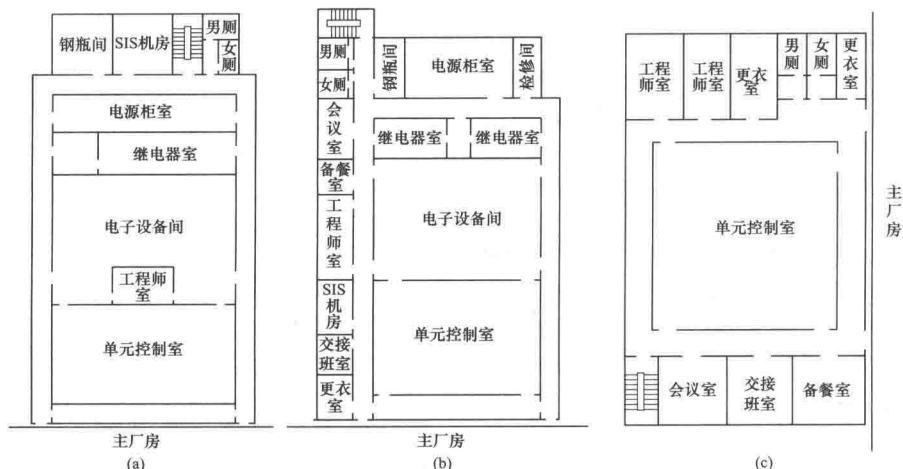 钢瓶间
SIS机房
男厕
女厕
电源柜室
继电器室
电子设备间
工程师室
单元控制室
主厂房
(a)
男厕
女厕
会议室
备餐室
工程师室
SIS机房
交接班室
更衣室
钢瓶间
电源柜室
检修间
继电器室
继电器室
电子设备间
单元控制室
主厂房
(b)
工程师室
工程师室
更衣室
男厕
女厕
更衣室
单元控制室
会议室
交接班室
备餐室
主厂房
(c)